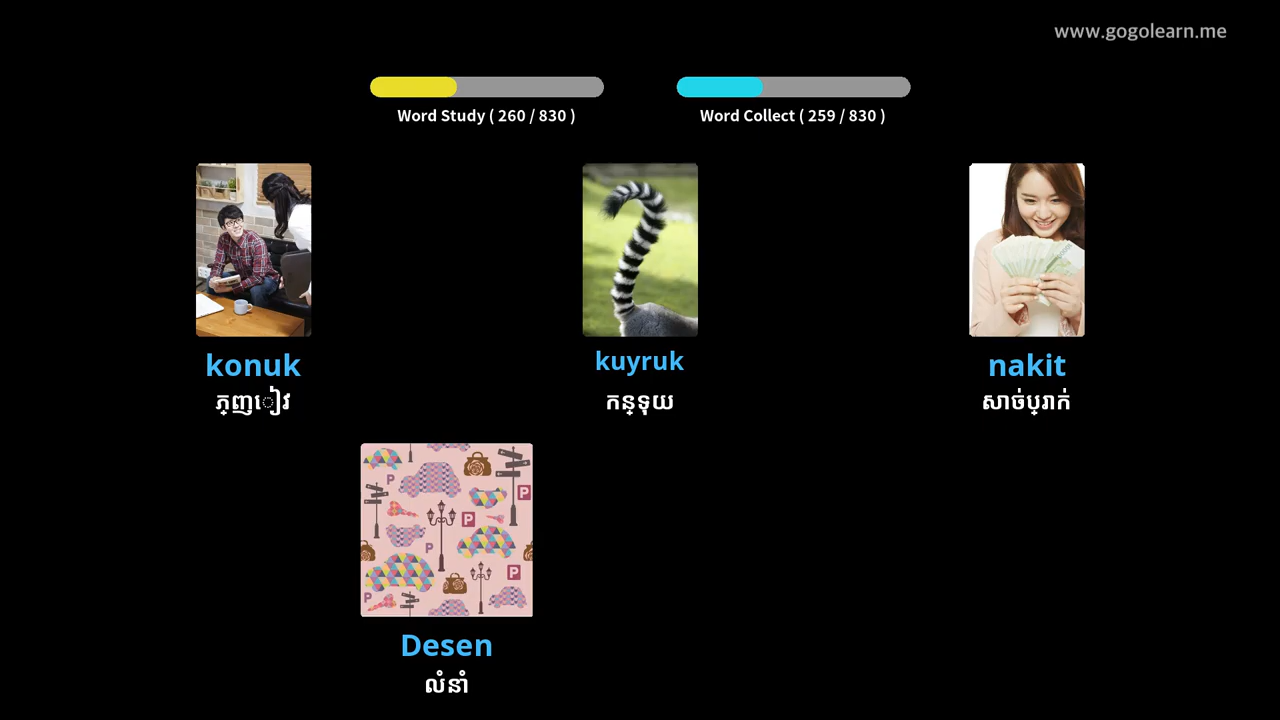 www.gogolearn.me
Word Study ( 260 / 830 )
Word Collect ( 259 / 830 )
konuk
kuyruk
nakit
ភ្ញៀវ
កន្ទុយ
សាច់ប្រាក់
P
P
P
P
P
Desen
លំនាំ